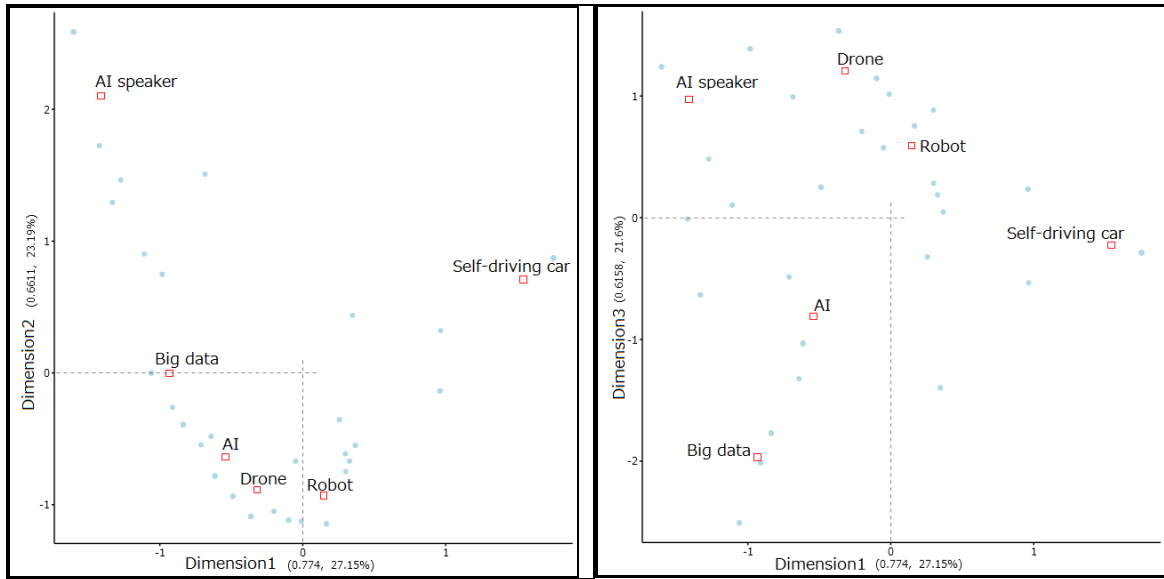 AI speaker
2
1
Self-driving car
Big data
0
AI
Drone
Robot
-1
-1
0
1
Dimension1 (0.774, 27.15%)
Dimension2 (0.6611, 23.19%)
Drone
AI speaker
1
Robot
0
Self-driving car
AI
-1
Big data
-2
-1
0
1
Dimension1 (0.774, 27.15%)
Dimension3 (0.6158, 21.6%)